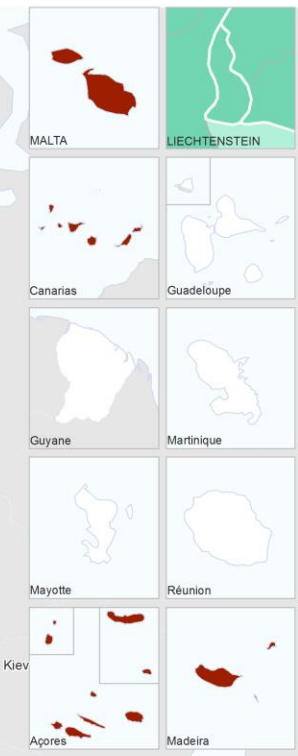 MALTA
LIECHTENSTEIN
Canarias
Guadeloupe
Guyane
Martinique
Mayotte
Réunion
Kiev
Açores
Madeira